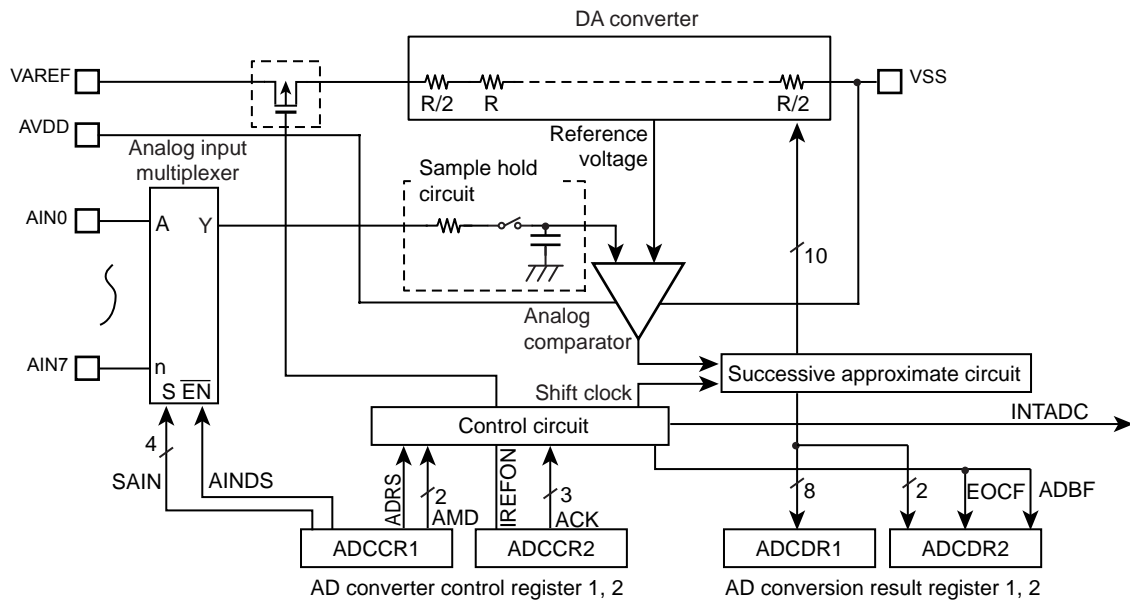 DA converter
VAREF
VSS
R/2
R
R/2
AVDD
Analog input
multiplexer
Reference
voltage
Sample hold
circuit
AIN0
A
Y
10
Analog
comparator
AIN7
n
S EN
Successive approximate circuit
Shift clock
INTADC
Control circuit
4
SAIN
AINDS
ADRS
2
AMD
IREFON
3
ACK
8
2
EOCF
ADBF
ADCCR1
ADCCR2
ADCDR1
ADCDR2
AD converter control register 1, 2
AD conversion result register 1, 2